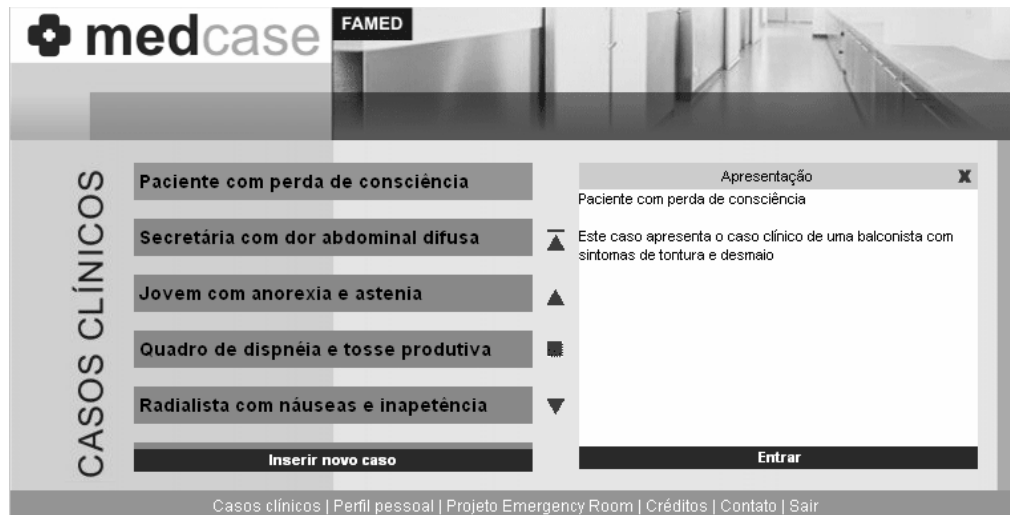 medcase
FAMED
CASOS CLÍNICOS
Paciente com perda de consciência
Secretária com dor abdominal difusa
Jovem com anorexia e astenia
Quadro de dispnéia e tosse produtiva
Radialista com náuseas e inapetência
Inserir novo caso
Apresentação X
Paciente com perda de consciência
Este caso apresenta o caso clínico de uma balconista com
sintomas de tontura e desmaio
Entrar
Casos clínicos | Perfil pessoal | Projeto Emergency Room | Créditos | Contato | Sair